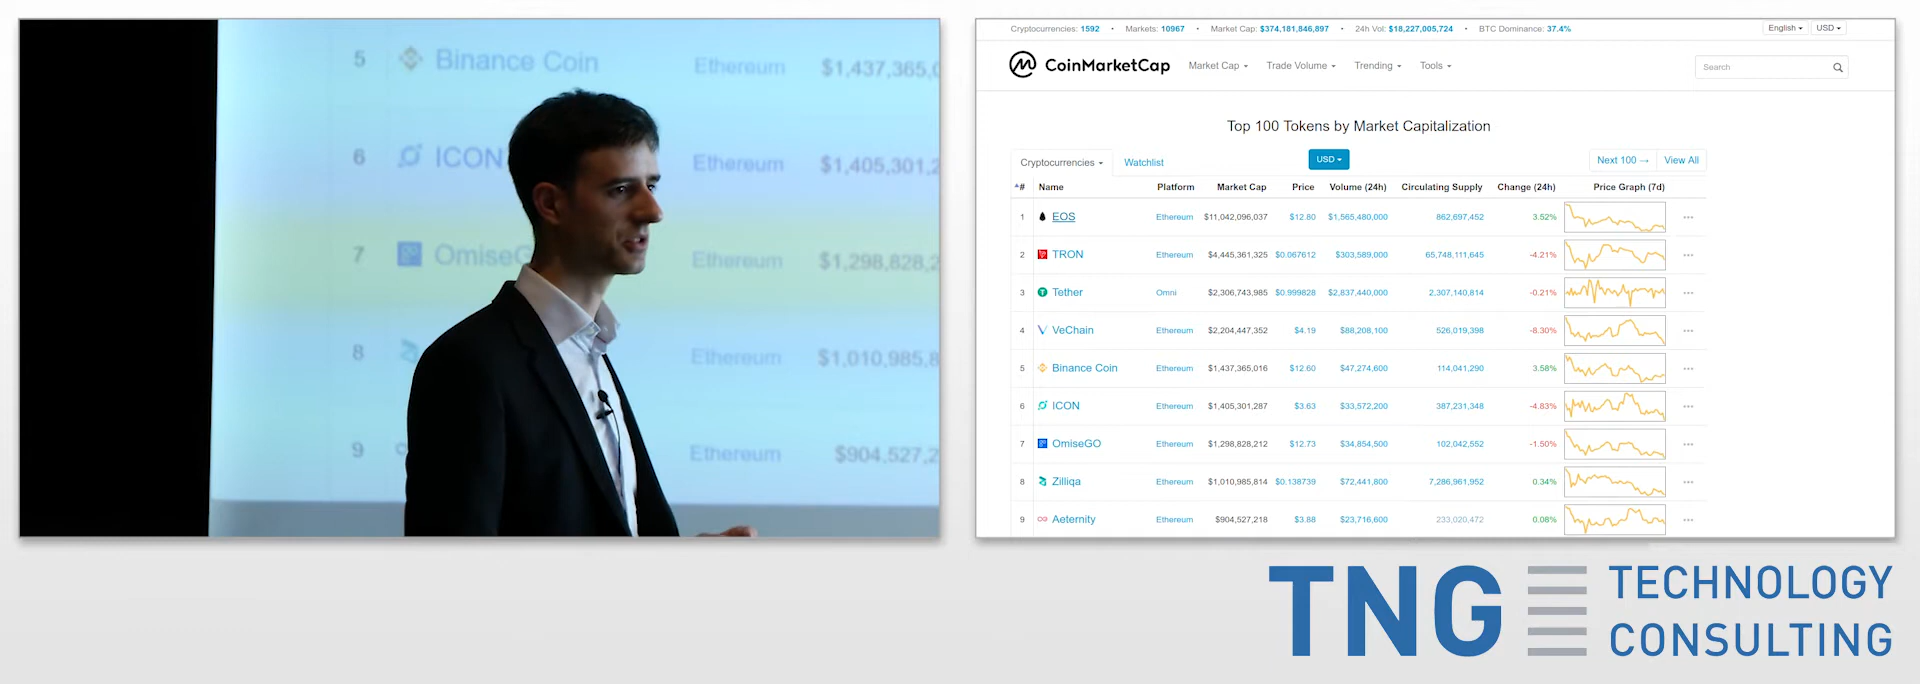 5 Binance Coin Ethereum $1,437,365,0
6 ICON Ethereum $1,405,301,2
7 OmiseG Ethereum $1,298,828,2
8 Ethereum $1,010,985,8
9 Ethereum $904,527,2
Cryptocurrencies: 1592 • Markets: 10967 • Market Cap: $374,181,846,897 • 24h Vol: $18,227,005,724 • BTC Dominance: 37.4% English USD
CoinMarketCap Market Cap Trade Volume Trending Tools Search
Top 100 Tokens by Market Capitalization
Cryptocurrencies Watchlist USD Next 100 → View All
# Name Platform Market Cap Price Volume (24h) Circulating Supply Change (24h) Price Graph (7d)
1 EOS Ethereum $11,042,096,037 $12.80 $1,565,480,000 862,697,452 3.52%
2 TRON Ethereum $4,445,361,325 $0.067612 $303,589,000 65,748,111,645 -4.21%
3 Tether Omni $2,306,743,985 $0.999828 $2,837,440,000 2,307,140,814 -0.21%
4 VeChain Ethereum $2,204,447,352 $4.19 $88,208,100 526,019,398 -8.30%
5 Binance Coin Ethereum $1,437,365,016 $12.60 $47,274,600 114,041,290 3.58%
6 ICON Ethereum $1,405,301,287 $3.63 $33,572,200 387,231,348 -4.83%
7 OmiseGO Ethereum $1,298,828,212 $12.73 $34,854,500 102,042,552 -1.50%
8 Zilliqa Ethereum $1,010,985,814 $0.138739 $72,441,800 7,286,961,952 0.34%
9 Aeternity Ethereum $904,527,218 $3.88 $23,716,600 233,020,472 0.08%
TNG TECHNOLOGY
CONSULTING